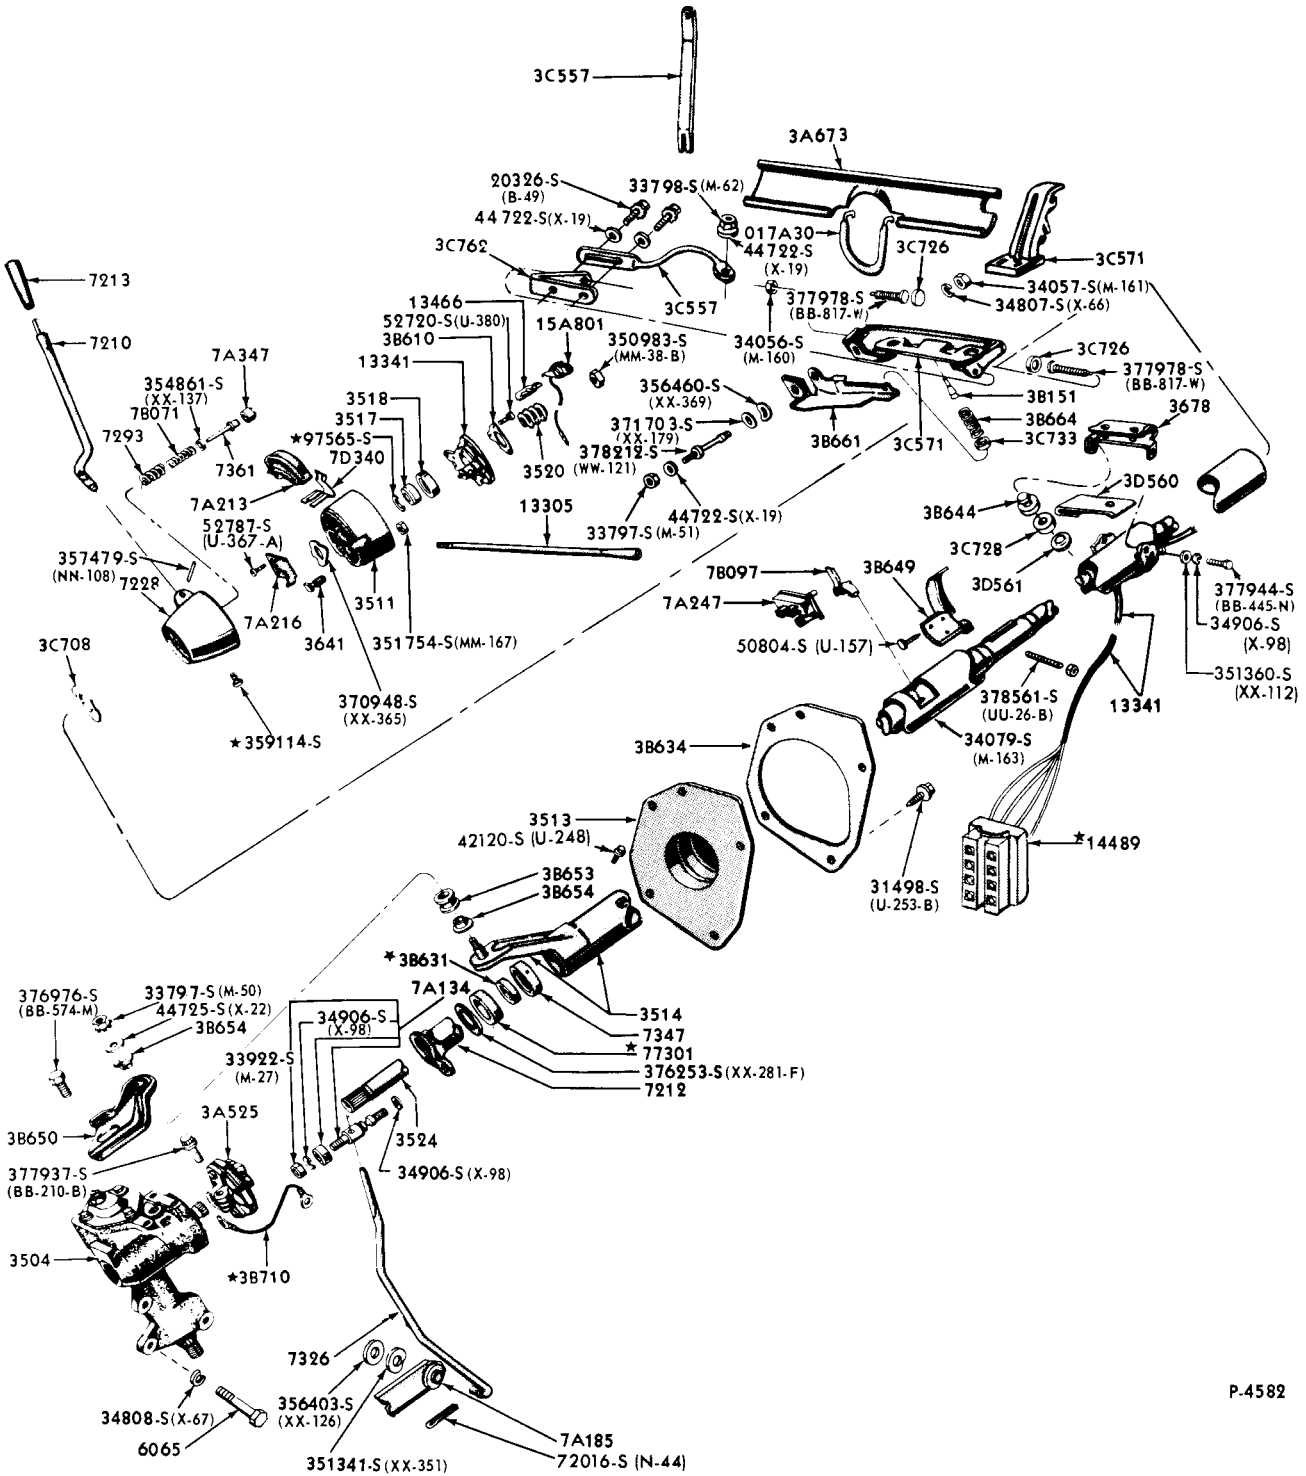 3C557
3A673
20326-S
(B-49)
33798-S (M-62)
44722-S (X-19)
017A30
3C762
44722-S
(X-19)
3C726
3C571
7213
3C557
34057-S (M-161)
34807-S (X-66)
377978-S
(BB-817-W)
13466
52720-S (U-380)
15A801
3B610
350983-S
(MM-38-B)
34056-S
(M-160)
7210
7A347
13341
3C726
377978-S
(BB-817-W)
354861-S
(XX-137)
356460-S
(XX-369)
3B151
7B071
3518
3B664
3678
7293
3517
371703-S
(XX-179)
3B661
3C571
3C733
★97565-S
7361
7D340
3520
378212-S
(WW-121)
7A213
13305
3D560
52787-S
(U-367-A)
44722-S (X-19)
3B644
33797-S (M-51)
357479-S
(NN-108)
3C728
7228
7B097
3B649
3D561
3511
7A247
377944-S
(BB-445-N)
7A216
3641
351754-S (MM-167)
34906-S
(X-98)
3C708
50804-S (U-157)
351360-S
(XX-112)
370948-S
(XX-365)
378561-S
(UU-26-B)
13341
★359114-S
3B634
34079-S
(M-163)
3513
42120-S (U-248)
★14489
3B653
3B654
31498-S
(U-253-B)
★3B631
7A134
376976-S
(BB-574-M)
33797-S (M-50)
44725-S (X-22)
3B654
34906-S
(X-98)
3514
7347
★
77301
33922-S
(M-27)
376253-S (XX-281-F)
7212
3A525
3B650
3524
377937-S
(BB-210-B)
34906-S (X-98)
3504
★3B710
7326
356403-S
(XX-126)
P-4582
34808-S (X-67)
6065
7A185
351341-S (XX-351)
72016-S (N-44)